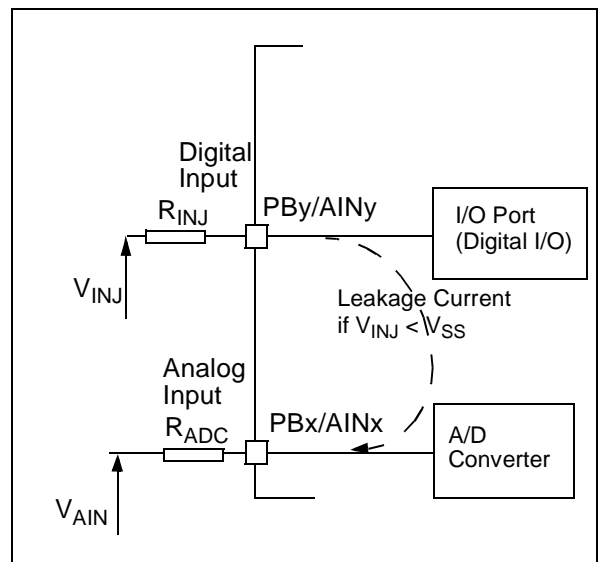 Digital
Input
R_INJ
PBy/AINy
I/O Port
(Digital I/O)
V_INJ
Leakage Current
if V_INJ < V_SS
Analog
Input
R_ADC
PBx/AINx
A/D
Converter
V_AIN